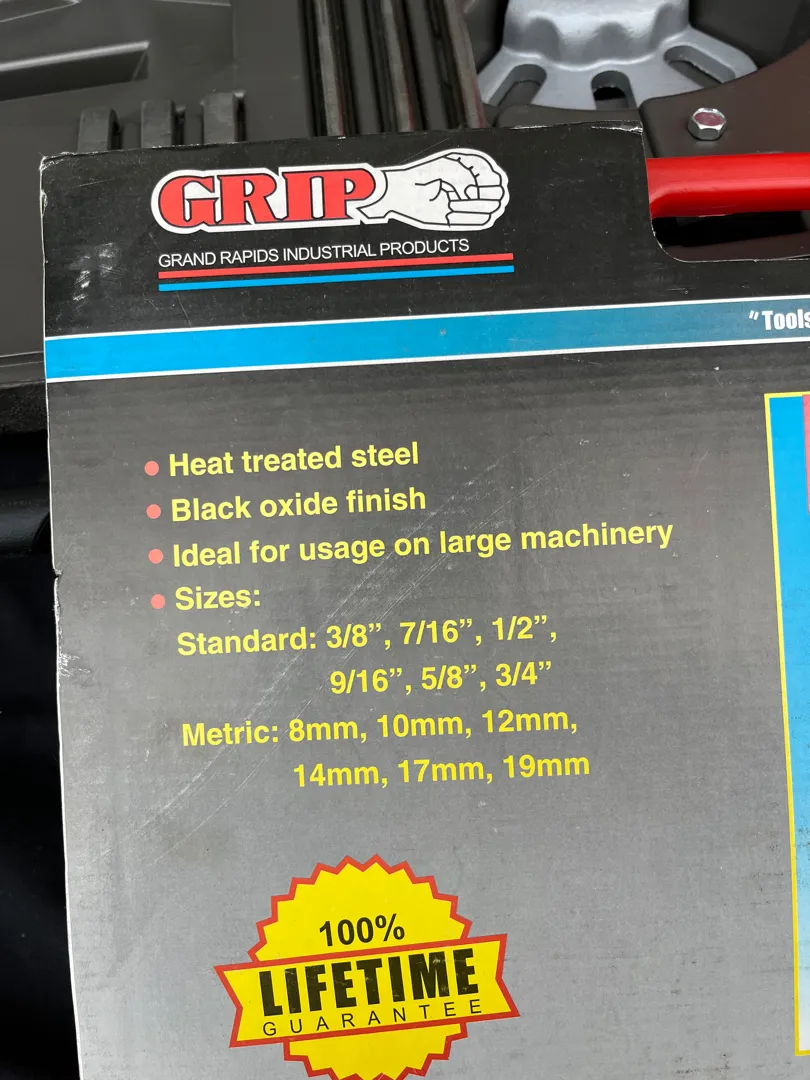 GRIP
GRAND RAPIDS INDUSTRIAL PRODUCTS
"Tools
• Heat treated steel
• Black oxide finish
• Ideal for usage on large machinery
• Sizes:
Standard: 3/8”, 7/16”, 1/2”,
9/16”, 5/8”, 3/4”
Metric: 8mm, 10mm, 12mm,
14mm, 17mm, 19mm
100%
LIFETIME
GUARANTEE